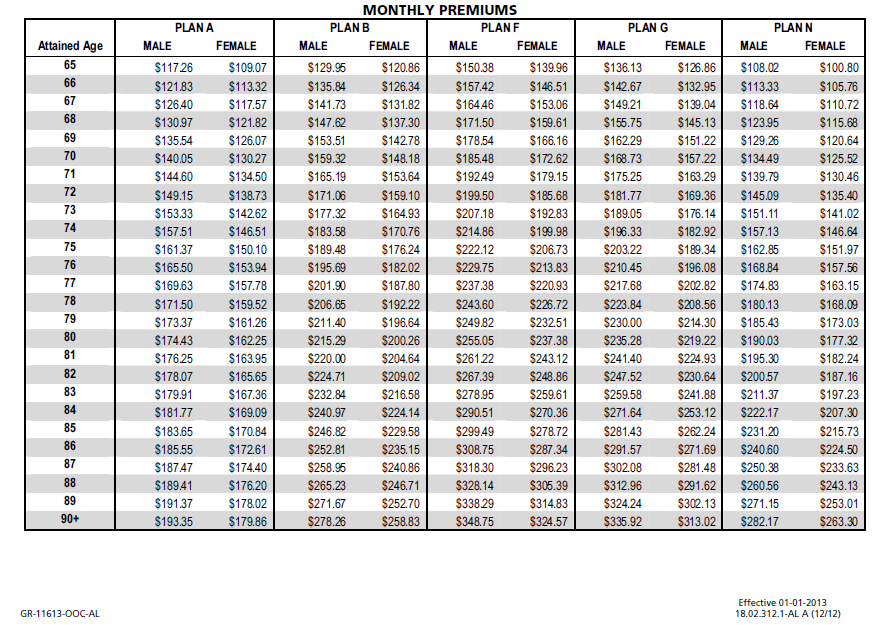 MONTHLY PREMIUMS
PLAN A PLAN B PLAN F PLAN G PLAN N
Attained Age MALE FEMALE MALE FEMALE MALE FEMALE MALE FEMALE MALE FEMALE
65 $117.26 $109.07 $129.95 $120.86 $150.38 $139.96 $136.13 $126.86 $108.02 $100.80
66 $121.83 $113.32 $135.84 $126.34 $157.42 $146.51 $142.67 $132.95 $113.33 $105.76
67 $126.40 $117.57 $141.73 $131.82 $164.46 $153.06 $149.21 $139.04 $118.64 $110.72
68 $130.97 $121.82 $147.62 $137.30 $171.50 $159.61 $155.75 $145.13 $123.95 $115.68
69 $135.54 $126.07 $153.51 $142.78 $178.54 $166.16 $162.29 $151.22 $129.26 $120.64
70 $140.05 $130.27 $159.32 $148.18 $185.48 $172.62 $168.73 $157.22 $134.49 $125.52
71 $144.60 $134.50 $165.19 $153.64 $192.49 $179.15 $175.25 $163.29 $139.79 $130.46
72 $149.15 $138.73 $171.06 $159.10 $199.50 $185.68 $181.77 $169.36 $145.09 $135.40
73 $153.33 $142.62 $177.32 $164.93 $207.18 $192.83 $189.05 $176.14 $151.11 $141.02
74 $157.51 $146.51 $183.58 $170.76 $214.86 $199.98 $196.33 $182.92 $157.13 $146.64
75 $161.37 $150.10 $189.48 $176.24 $222.12 $206.73 $203.22 $189.34 $162.85 $151.97
76 $165.50 $153.94 $195.69 $182.02 $229.75 $213.83 $210.45 $196.08 $168.84 $157.56
77 $169.63 $157.78 $201.90 $187.80 $237.38 $220.93 $217.68 $202.82 $174.83 $163.15
78 $171.50 $159.52 $206.65 $192.22 $243.60 $226.72 $223.84 $208.56 $180.13 $168.09
79 $173.37 $161.26 $211.40 $196.64 $249.82 $232.51 $230.00 $214.30 $185.43 $173.03
80 $174.43 $162.25 $215.29 $200.26 $255.05 $237.38 $235.28 $219.22 $190.03 $177.32
81 $176.25 $163.95 $220.00 $204.64 $261.22 $243.12 $241.40 $224.93 $195.30 $182.24
82 $178.07 $165.65 $224.71 $209.02 $267.39 $248.86 $247.52 $230.64 $200.57 $187.16
83 $179.91 $167.36 $232.84 $216.58 $278.95 $259.61 $259.58 $241.88 $211.37 $197.23
84 $181.77 $169.09 $240.97 $224.14 $290.51 $270.36 $271.64 $253.12 $222.17 $207.30
85 $183.65 $170.84 $246.82 $229.58 $299.49 $278.72 $281.43 $262.24 $231.20 $215.73
86 $185.55 $172.61 $252.81 $235.15 $308.75 $287.34 $291.57 $271.69 $240.60 $224.50
87 $187.47 $174.40 $258.95 $240.86 $318.30 $296.23 $302.08 $281.48 $250.38 $233.63
88 $189.41 $176.20 $265.23 $246.71 $328.14 $305.39 $312.96 $291.62 $260.56 $243.13
89 $191.37 $178.02 $271.67 $252.70 $338.29 $314.83 $324.24 $302.13 $271.15 $253.01
90+ $193.35 $179.86 $278.26 $258.83 $348.75 $324.57 $335.92 $313.02 $282.17 $263.30
Effective 01-01-2013
GR-11613-OOC-AL 18.02.312.1-AL A (12/12)